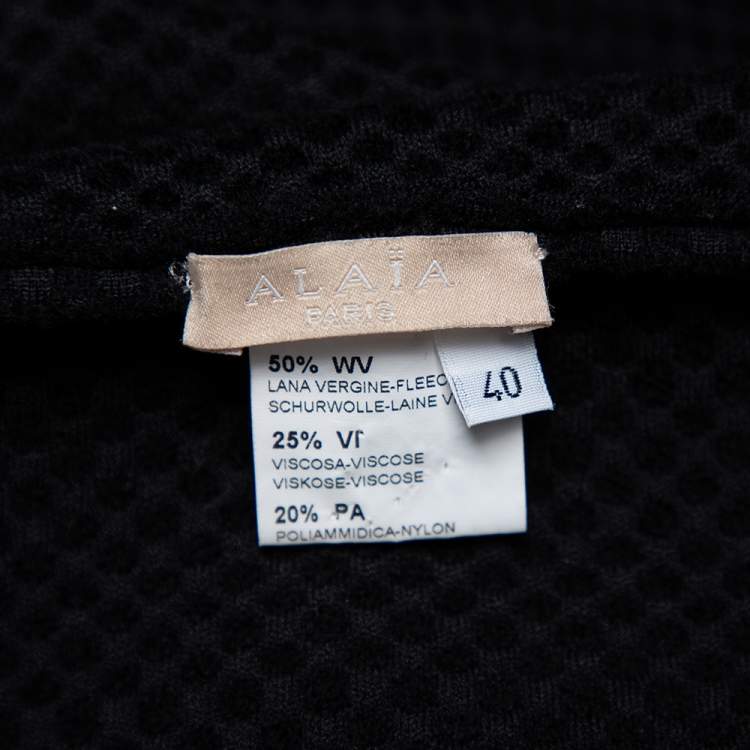 ALAÏA
PARIS
40
50% WV
LANA VERGINE-FLEEC
SCHURWOLLE-LAINE V
25% VI
VISCOSA-VISCOSE
VISKOSE-VISCOSE
20% PA
POLIAMMIDICA-NYLON